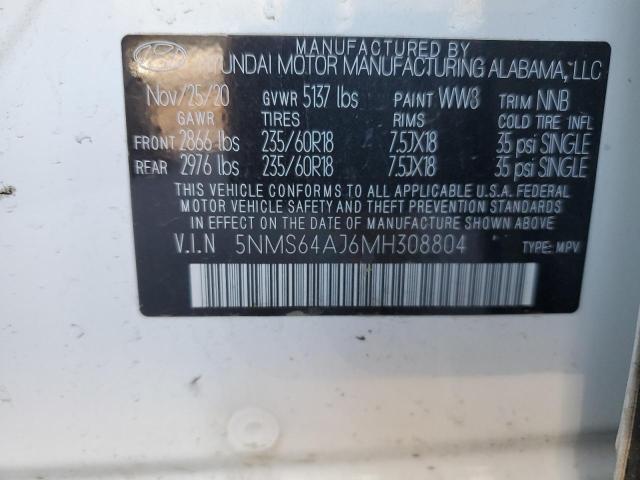 MANUFACTURED BY
HYUNDAI MOTOR MANUFACTURING ALABAMA, LLC
Nov/25/20 GVWR 5137 lbs PAINT WW8 TRIM NNB
GAWR TIRES RIMS COLD TIRE INFL
FRONT 2866 lbs 235/60R18 7.5JX18 35 psi SINGLE
REAR 2976 lbs 235/60R18 7.5JX18 35 psi SINGLE
THIS VEHICLE CONFORMS TO ALL APPLICABLE U.S.A. FEDERAL
MOTOR VEHICLE SAFETY, BUMPER, AND THEFT PREVENTION STANDARDS
IN EFFECT ON THE DATE OF MANUFACTURE SHOWN ABOVE.
V.I.N 5NMS64AJ6MH308804 TYPE: MPV